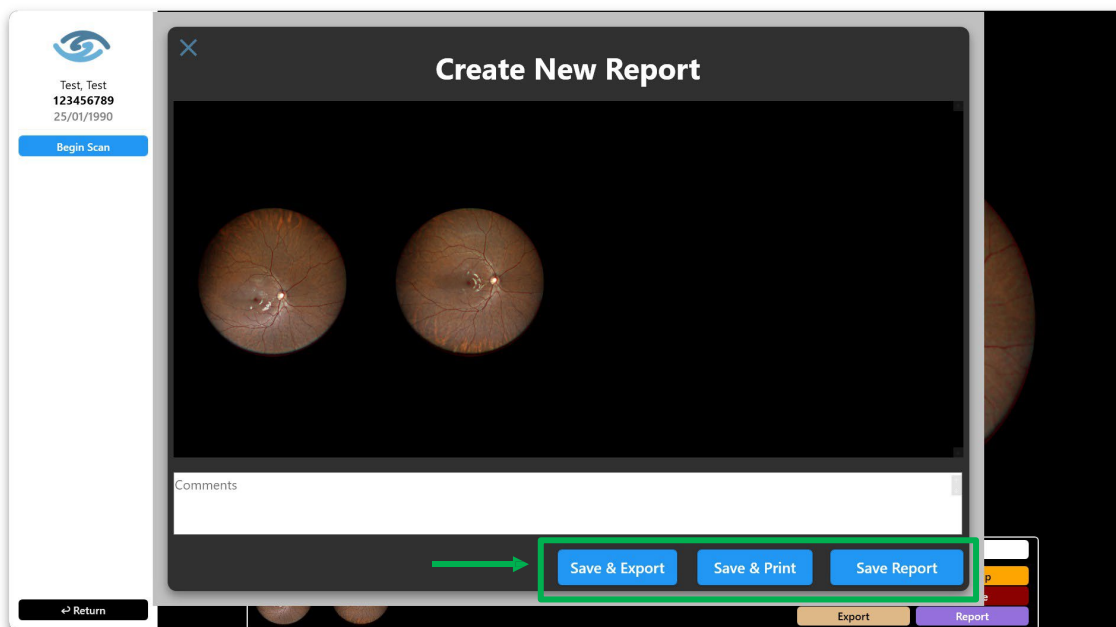 Test, Test
123456789
25/01/1990
Begin Scan
Create New Report
Comments
Save & Export
Save & Print
Save Report
Export
Report
↩ Return